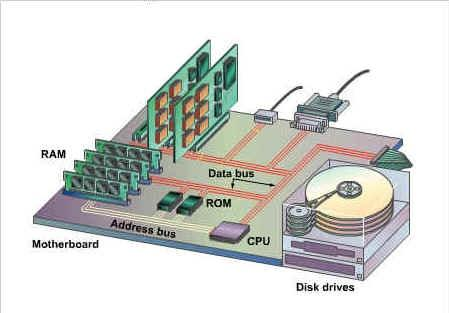 RAM
Data bus
ROM
Address bus
CPU
Motherboard
Disk drives